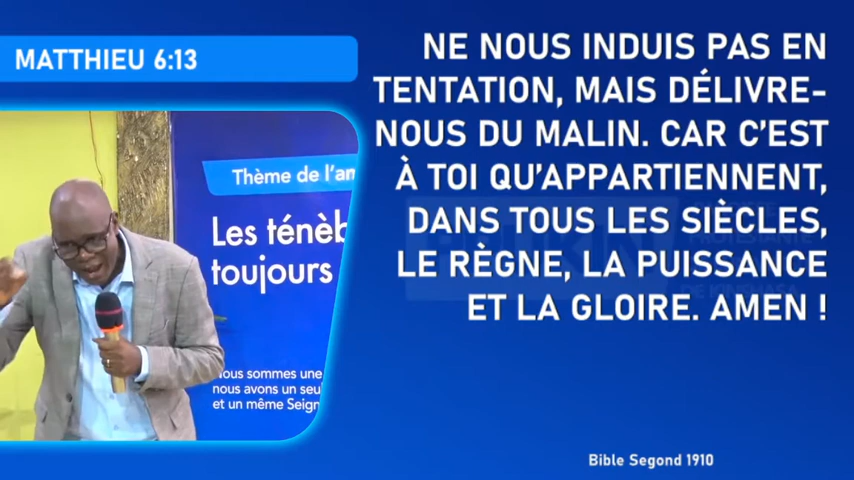 MATTHIEU 6:13
NE NOUS INDUIS PAS EN
TENTATION, MAIS DÉLIVRE-
NOUS DU MALIN. CAR C'EST
À TOI QU'APPARTIENNENT,
DANS TOUS LES SIÈCLES,
LE RÈGNE, LA PUISSANCE
ET LA GLOIRE. AMEN !
Thème de l'an
Les ténèb
toujours
Nous sommes une
nous avons un seul
et un même Seign
Bible Segond 1910